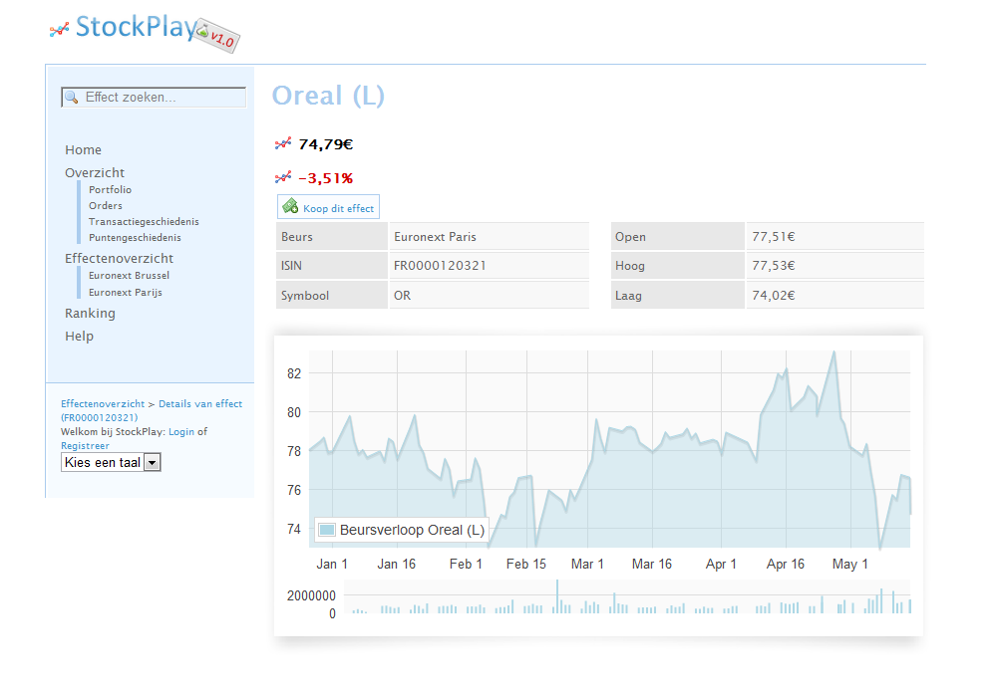 StockPlay v1.0
Effect zoeken...
Home
Overzicht
Portfolio
Orders
Transactiegeschiedenis
Puntengeschiedenis
Effectenoverzicht
Euronext Brussel
Euronext Parijs
Ranking
Help
Effectenoverzicht > Details van effect
(FR0000120321)
Welkom bij StockPlay: Login of
Registreer
Kies een taal
Oreal (L)
74,79€
-3,51%
Koop dit effect
Beurs Euronext Paris Open 77,51€
ISIN FR0000120321 Hoog 77,53€
Symbool OR Laag 74,02€
82
80
78
76
74
Beursverloop Oreal (L)
Jan 1 Jan 16 Feb 1 Feb 15 Mar 1 Mar 16 Apr 1 Apr 16 May 1
2000000
0